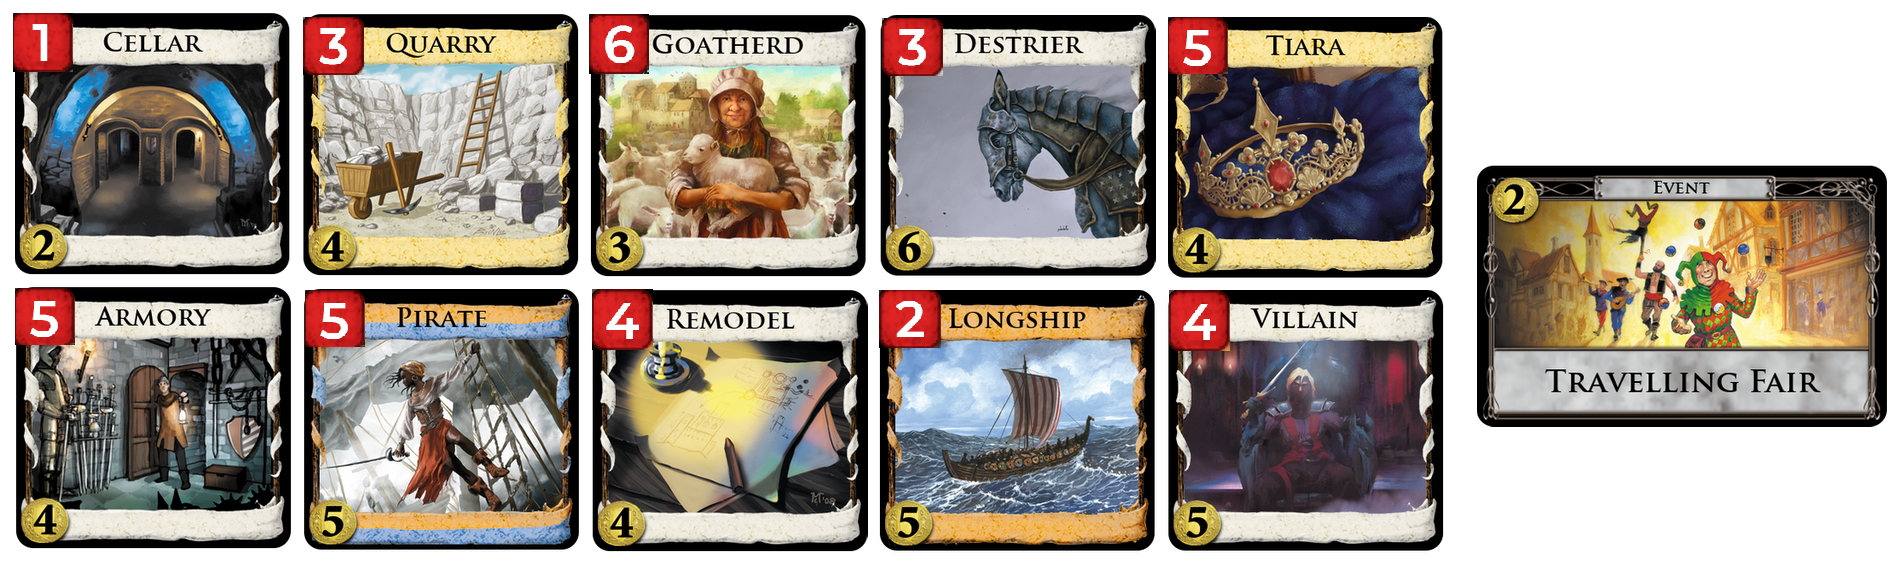 1 CELLAR 2
3 QUARRY 4
6 GOATHERD 3
3 DESTRIER 6
5 TIARA 4
5 ARMORY 4
5 PIRATE 5
4 REMODEL 4
2 LONGSHIP 5
4 VILLAIN 5
2 EVENT
TRAVELLING FAIR